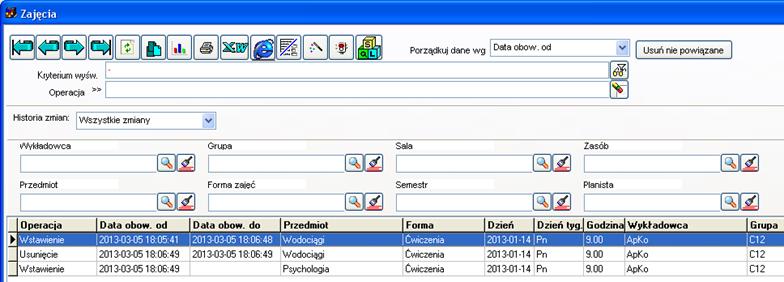 Zajęcia
XW SQL
Porządkuj dane wg Data obow. od Usuń nie powiązane
Kryterium wyśw. -
Operacja >>
Historia zmian: Wszystkie zmiany
Wykładowca Grupa Sala Zasób
Przedmiot Forma zajęć Semestr Planista
Operacja Data obow. od Data obow. do Przedmiot Forma Dzień Dzień tyg. Godzina Wykładowca Grupa
Wstawienie 2013-03-05 18:05:41 2013-03-05 18:06:48 Wodociągi Ćwiczenia 2013-01-14 Pn 9.00 ApKo C12
Usunięcie 2013-03-05 18:06:49 2013-03-05 18:06:49 Wodociągi Ćwiczenia 2013-01-14 Pn 9.00 ApKo C12
Wstawienie 2013-03-05 18:06:49 Psychologia Ćwiczenia 2013-01-14 Pn 9.00 ApKo C12